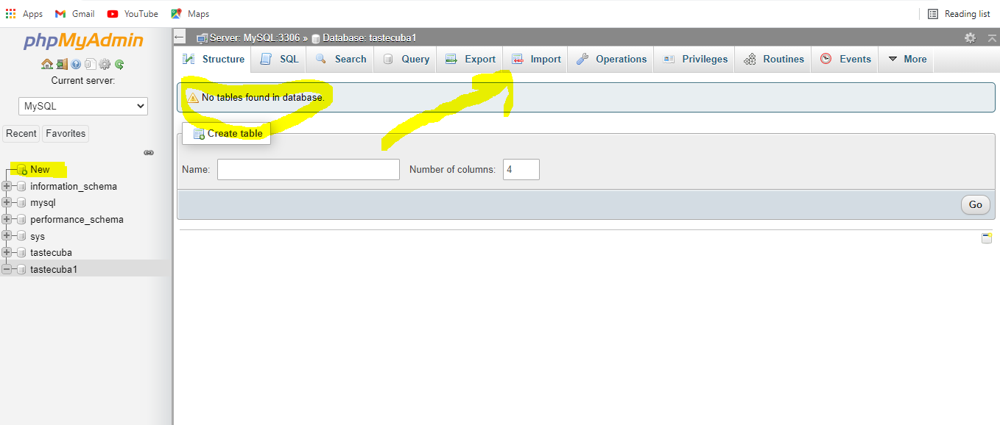 Apps Gmail YouTube Maps Reading list
phpMyAdmin
Current server:
MySQL
Recent Favorites
New
information_schema
mysql
performance_schema
sys
tastecuba
tastecuba1
Server: MySQL:3306 » Database: tastecuba1
Structure SQL Search Query Export Import Operations Privileges Routines Events More
No tables found in database.
Create table
Name: Number of columns: 4
Go